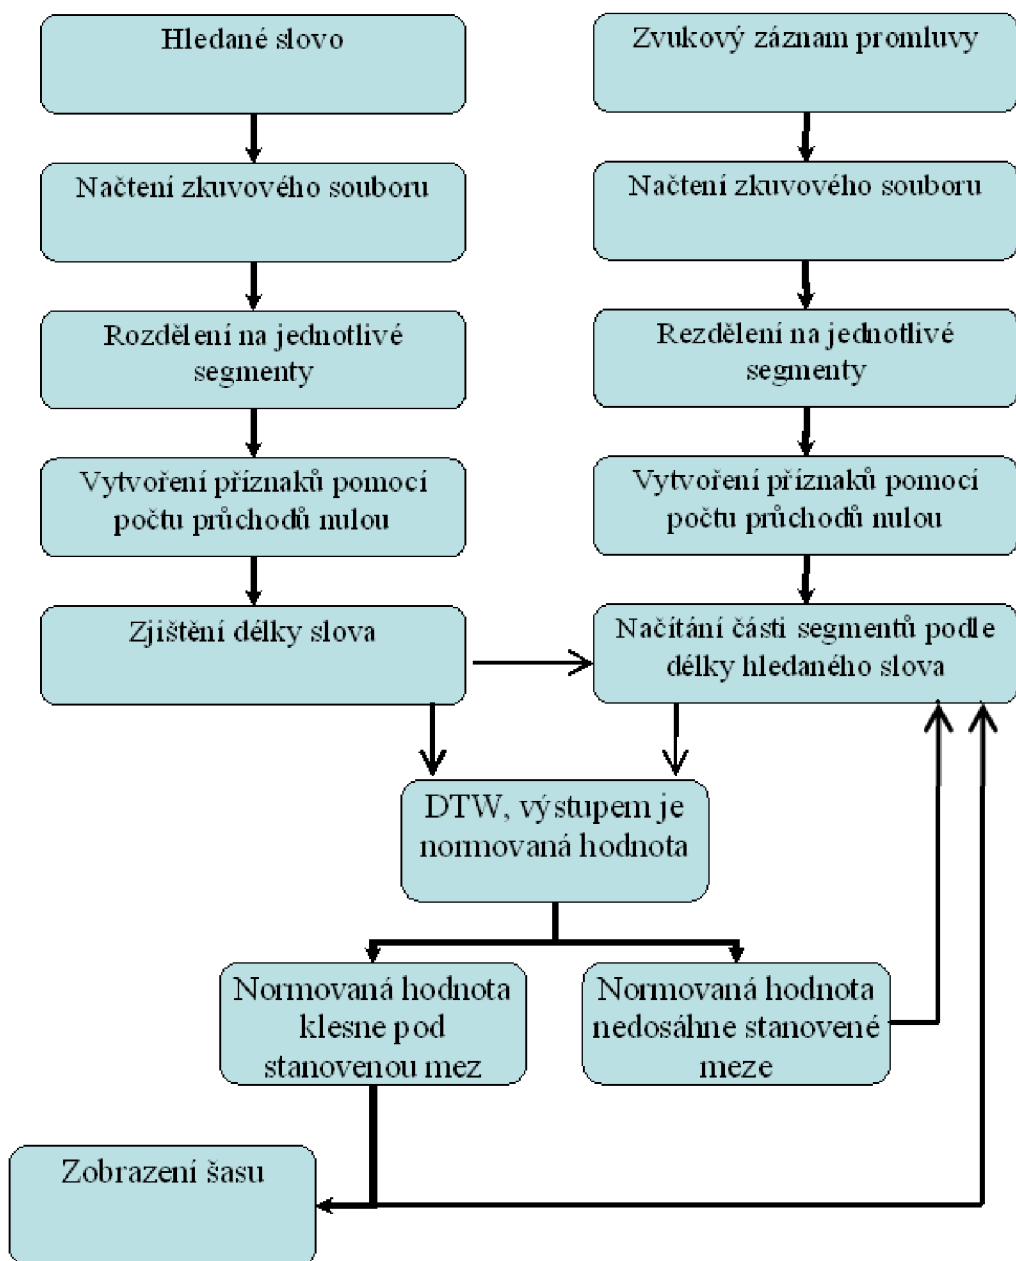 Hledané slovo
Zvukový záznam promluvy
Načtení zkuvového souboru
Načtení zkuvového souboru
Rozdělení na jednotlivé
segmenty
Rezdělení na jednotlivé
segmenty
Vytvoření příznaků pomocí
počtu průchodů nulou
Vytvoření příznaků pomocí
počtu průchodů nulou
Zjištění délky slova
Načítání části segmentů podle
délky hledaného slova
DTW, výstupem je
normovaná hodnota
Normovaná hodnota
klesne pod
stanovenou mez
Normovaná hodnota
nedosáhne stanovené
meze
Zobrazení šasu